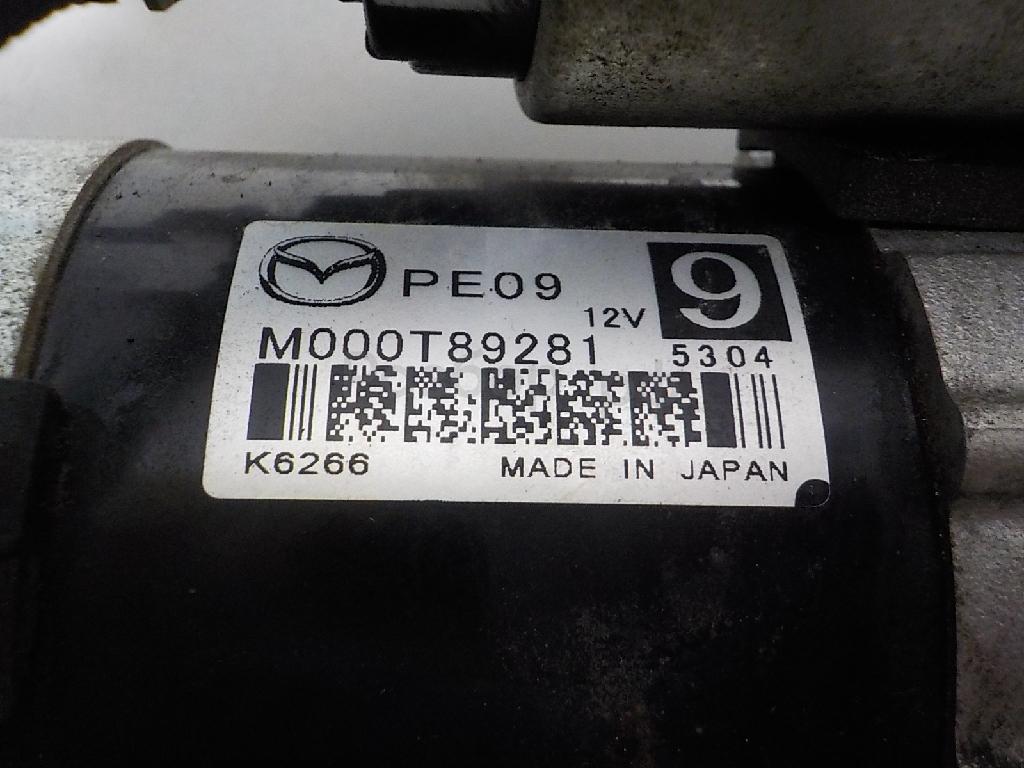 PE09
9
12V
M000T89281
5304
K6266
MADE IN JAPAN